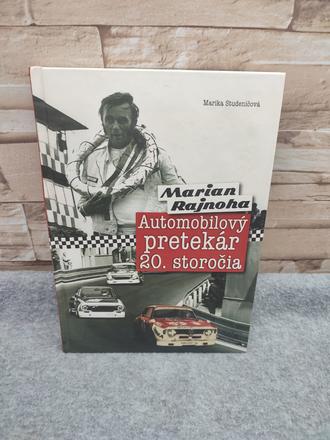 Marika Studeničová
Marian
Rajnoha
Automobilový
pretekár
20. storočia